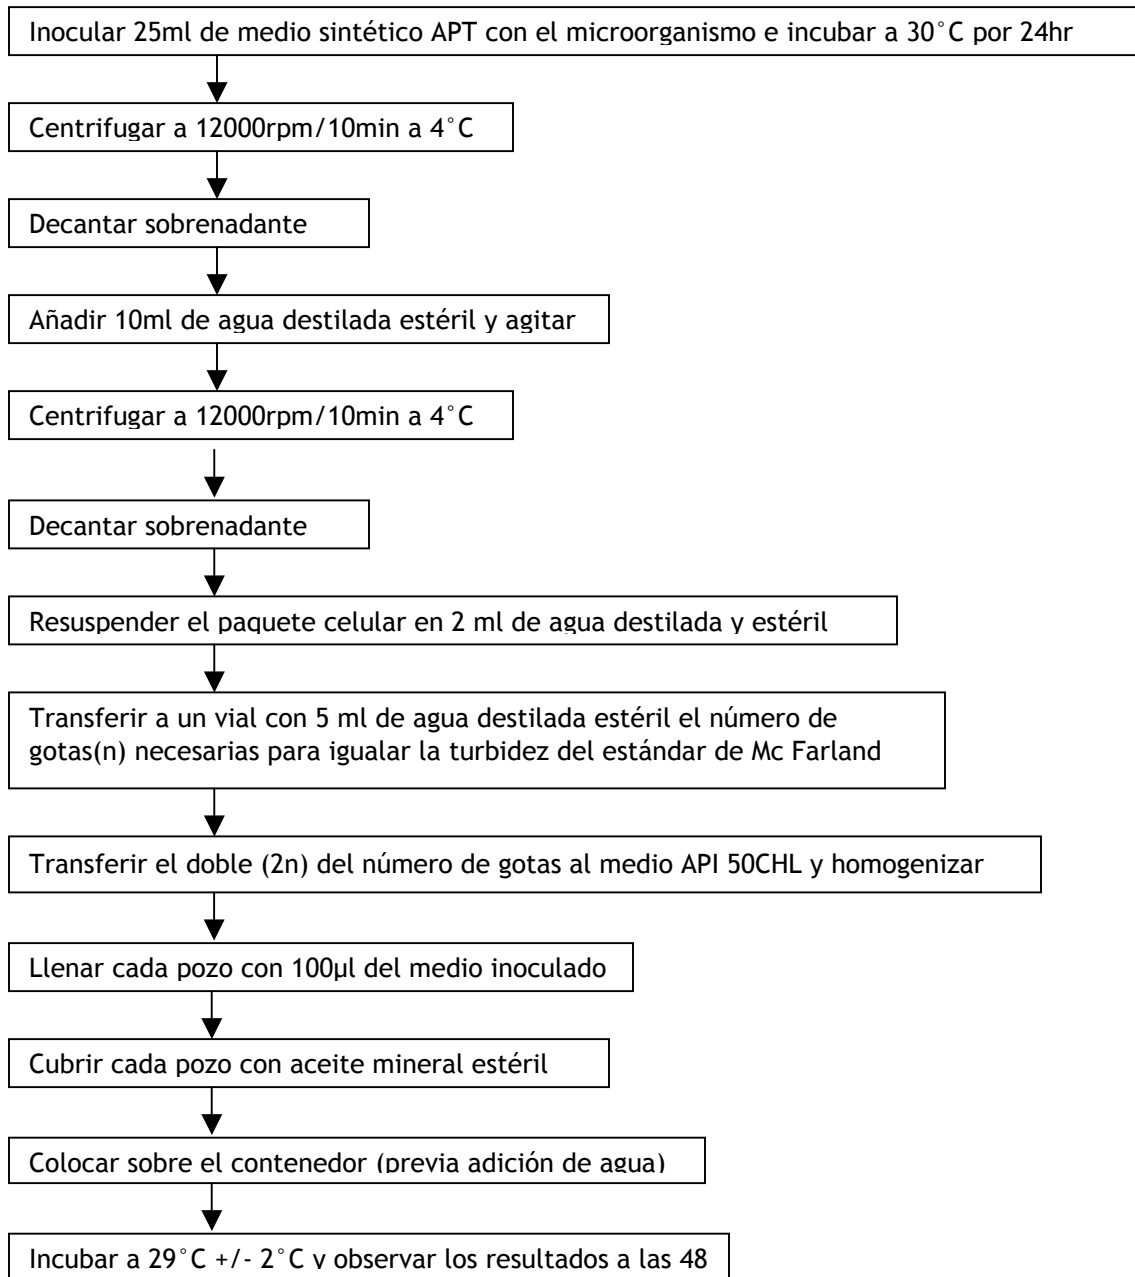 Inocular 25ml de medio sintético APT con el microorganismo e incubar a 30°C por 24hr
Centrifugar a 12000rpm/10min a 4°C
Decantar sobrenadante
Añadir 10ml de agua destilada estéril y agitar
Centrifugar a 12000rpm/10min a 4°C
Decantar sobrenadante
Resuspender el paquete celular en 2 ml de agua destilada y estéril
Transferir a un vial con 5 ml de agua destilada estéril el número de
gotas(n) necesarias para igualar la turbidez del estándar de Mc Farland
Transferir el doble (2n) del número de gotas al medio API 50CHL y homogenizar
Llenar cada pozo con 100µl del medio inoculado
Cubrir cada pozo con aceite mineral estéril
Colocar sobre el contenedor (previa adición de agua)
Incubar a 29°C +/- 2°C y observar los resultados a las 48